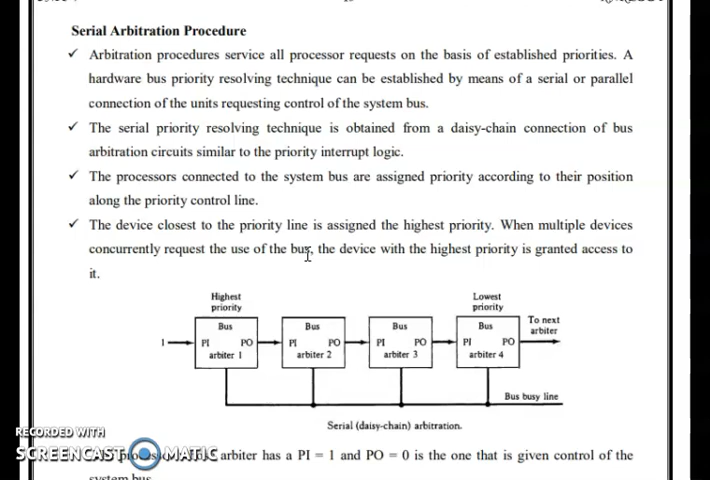 Serial Arbitration Procedure
✓ Arbitration procedures service all processor requests on the basis of established priorities. A
hardware bus priority resolving technique can be established by means of a serial or parallel
connection of the units requesting control of the system bus.
✓ The serial priority resolving technique is obtained from a daisy-chain connection of bus
arbitration circuits similar to the priority interrupt logic.
✓ The processors connected to the system bus are assigned priority according to their position
along the priority control line.
✓ The device closest to the priority line is assigned the highest priority. When multiple devices
concurrently request the use of the bus, the device with the highest priority is granted access to
it.
Highest
priority
Lowest
priority
1
Bus
PI PO
arbiter 1
Bus
PI PO
arbiter 2
Bus
PI PO
arbiter 3
Bus
PI PO
arbiter 4
To next
arbiter
Bus busy line
Serial (daisy-chain) arbitration.
RECORDED WITH
SCREENCAST MATIC
arbiter has a PI = 1 and PO = 0 is the one that is given control of the
system bus